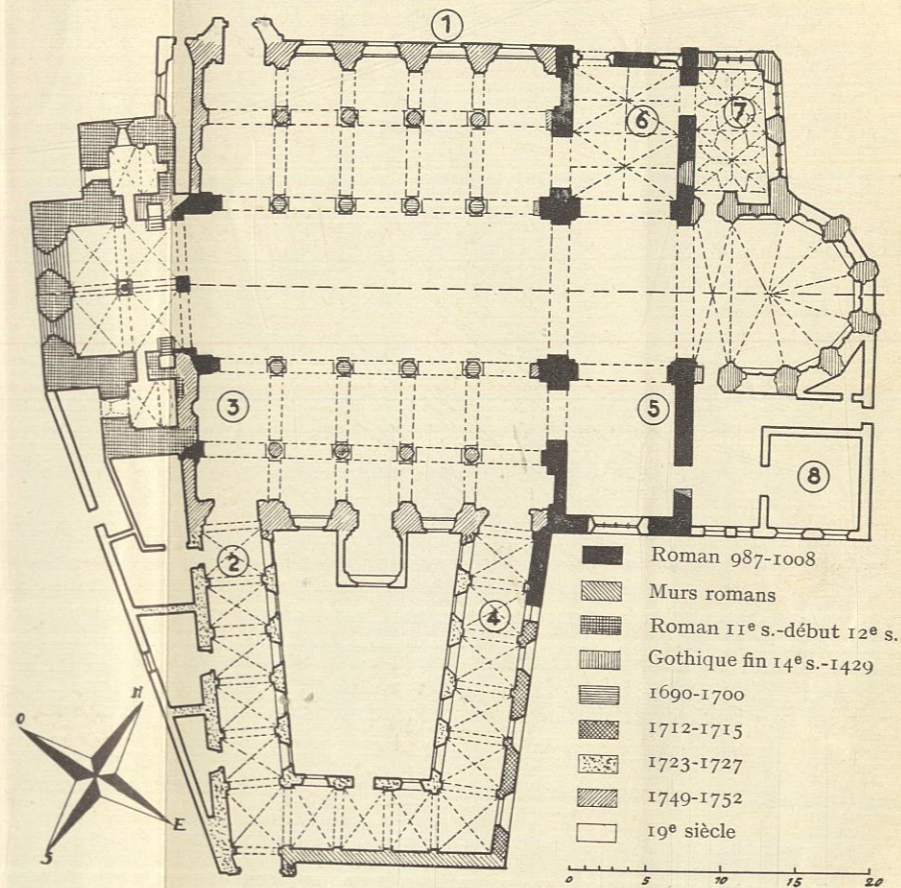 1
6
7
3
5
8
2
4
Roman 987-1008
Murs romans
Roman 11e s.-début 12e s.
Gothique fin 14e s.-1429
1690-1700
1712-1715
1723-1727
1749-1752
19e siècle
N
O
E
S
0 5 10 15 20